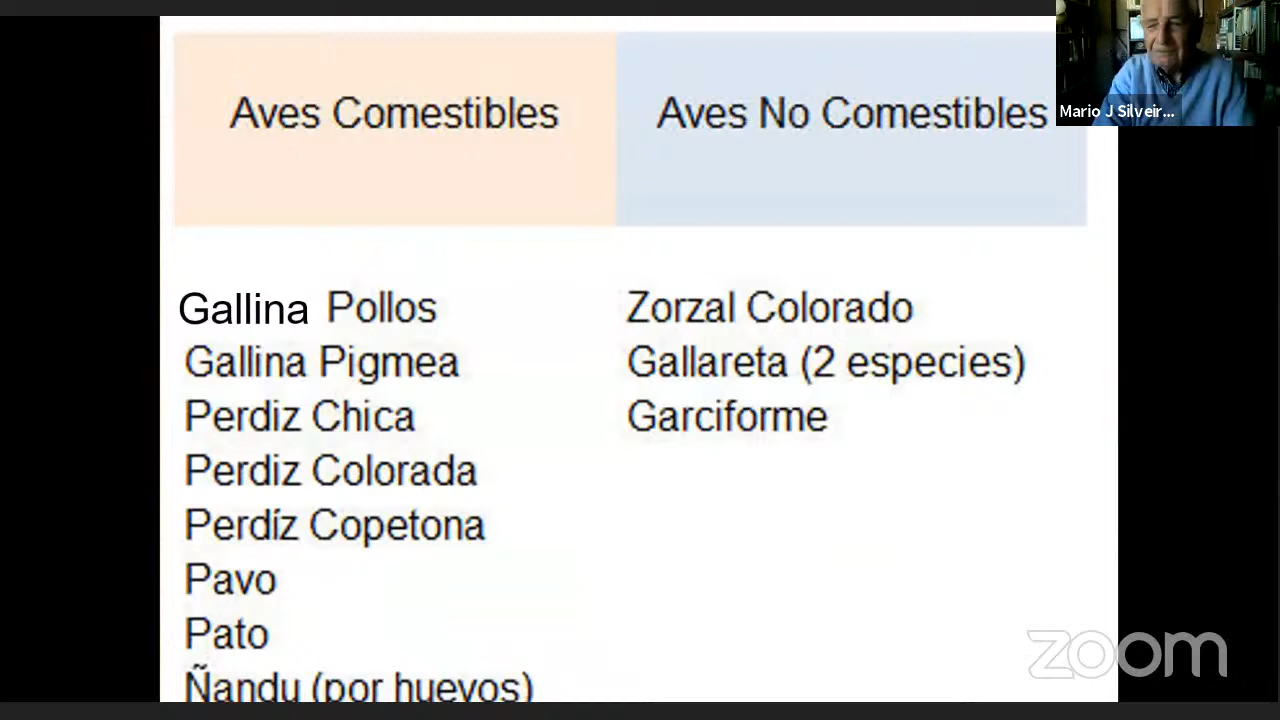 Aves Comestibles
Aves No Comestibles
Mario J Silveir...
Gallina Pollos
Zorzal Colorado
Gallina Pigmea
Gallareta (2 especies)
Perdiz Chica
Garciforme
Perdiz Colorada
Perdíz Copetona
Pavo
Pato
Ñandu (por huevos)
zoom